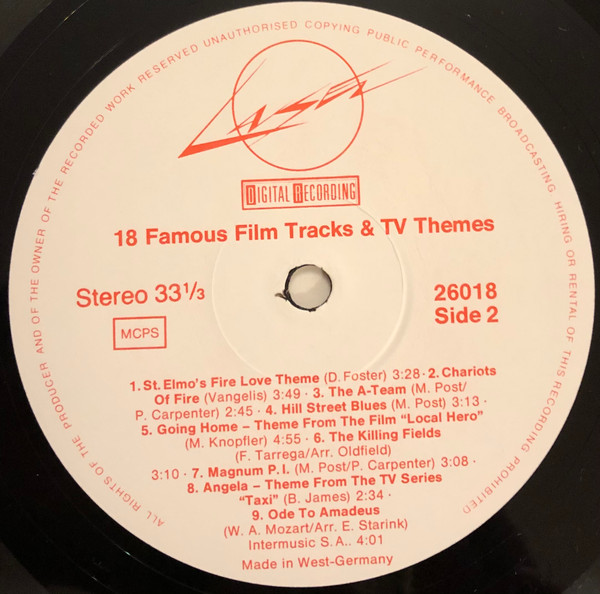 ALL RIGHTS OF THE PRODUCER AND OF THE OWNER OF THE RECORDED WORK RESERVED UNAUTHORISED COPYING PUBLIC PERFORMANCE BROADCASTING HIRING OR RENTAL OF THIS RECORDING PROHIBITED
LASER
DIGITAL RECORDING
18 Famous Film Tracks & TV Themes
Stereo 33 1/3
26018
MCPS
Side 2
1. St. Elmo's Fire Love Theme (D. Foster) 3:28 · 2. Chariots
Of Fire (Vangelis) 3:49 · 3. The A-Team (M. Post/
P. Carpenter) 2:45 · 4. Hill Street Blues (M. Post) 3:13 ·
5. Going Home – Theme From The Film "Local Hero"
(M. Knopfler) 4:55 · 6. The Killing Fields
(F. Tarrega/Arr. Oldfield)
3:10 · 7. Magnum P. I. (M. Post/P. Carpenter) 3:08 ·
8. Angela – Theme From The TV Series
"Taxi" (B. James) 2:34 ·
9. Ode To Amadeus
(W. A. Mozart/Arr. E. Starink)
Intermusic S. A.. 4:01
Made in West-Germany